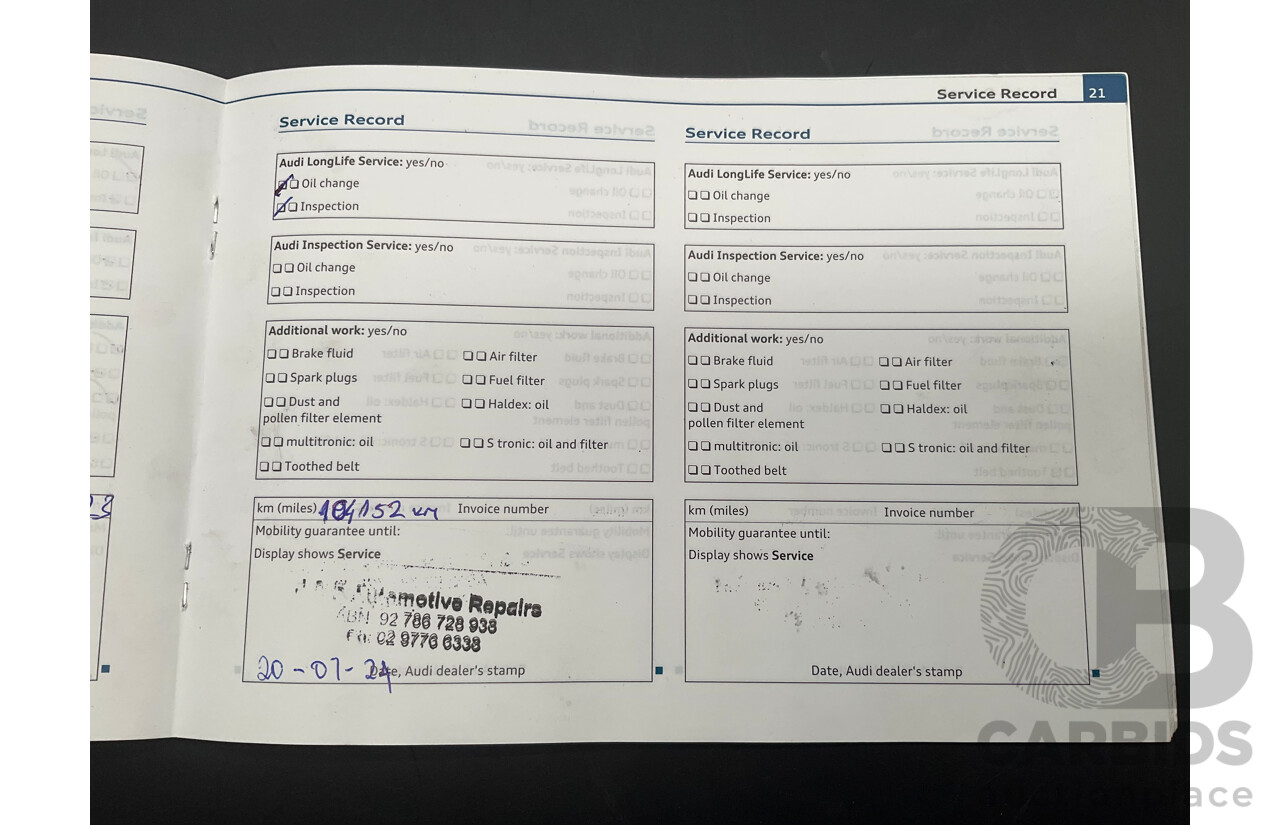 Service Record 21
Service Record
Audi LongLife Service: yes/no
Oil change
Inspection
Audi Inspection Service: yes/no
Oil change
Inspection
Additional work: yes/no
Brake fluid Air filter
Spark plugs Fuel filter
Dust and Haldex: oil
pollen filter element
multitronic: oil S tronic: oil and filter
Toothed belt
km (miles) 104152 km Invoice number
Mobility guarantee until:
Display shows Service
Automotive Repairs
ABN 92 786 728 938
Ph: 02 9776 6338
20-07-24
Date, Audi dealer's stamp
Service Record
Audi LongLife Service: yes/no
Oil change
Inspection
Audi Inspection Service: yes/no
Oil change
Inspection
Additional work: yes/no
Brake fluid Air filter
Spark plugs Fuel filter
Dust and Haldex: oil
pollen filter element
multitronic: oil S tronic: oil and filter
Toothed belt
km (miles) Invoice number
Mobility guarantee until:
Display shows Service
Date, Audi dealer's stamp
CARBIDS
auctionplace